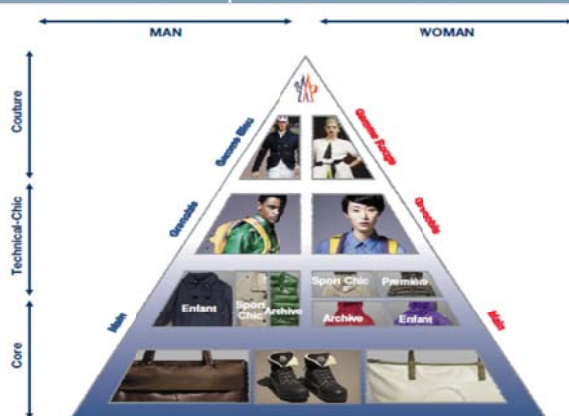 MAN
WOMAN
Couture
Technical-Chic
Core
Gamme Bleu
Gamme Rouge
Grenoble
Grenoble
Main
Main
Enfant
Sport
Chic
Archive
Sport Chic
Première
Archive
Enfant